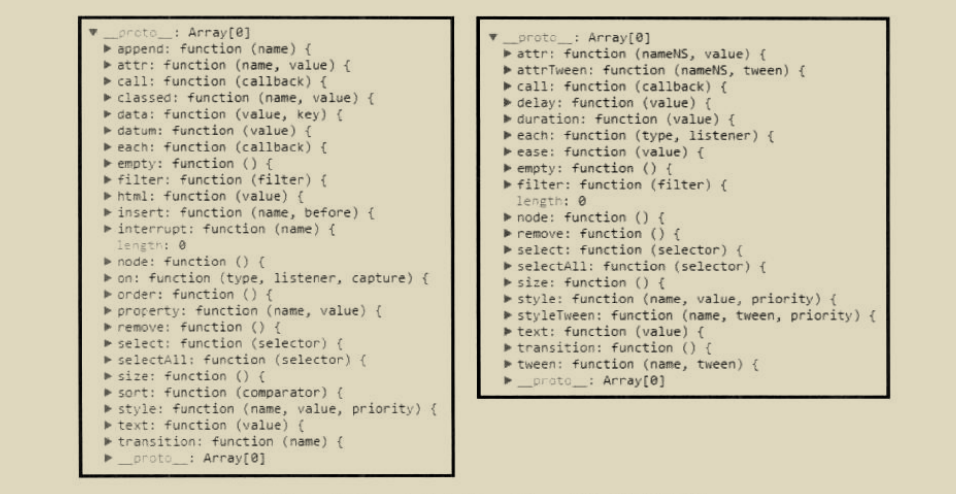 ▼ __proto__: Array[0]
▶ append: function (name) {
▶ attr: function (name, value) {
▶ call: function (callback) {
▶ classed: function (name, value) {
▶ data: function (value, key) {
▶ datum: function (value) {
▶ each: function (callback) {
▶ empty: function () {
▶ filter: function (filter) {
▶ html: function (value) {
▶ insert: function (name, before) {
▶ interrupt: function (name) {
length: 0
▶ node: function () {
▶ on: function (type, listener, capture) {
▶ order: function () {
▶ property: function (name, value) {
▶ remove: function () {
▶ select: function (selector) {
▶ selectAll: function (selector) {
▶ size: function () {
▶ sort: function (comparator) {
▶ style: function (name, value, priority) {
▶ text: function (value) {
▶ transition: function (name) {
▶ __proto__: Array[0]
▼ __proto__: Array[0]
▶ attr: function (nameNS, value) {
▶ attrTween: function (nameNS, tween) {
▶ call: function (callback) {
▶ delay: function (value) {
▶ duration: function (value) {
▶ each: function (type, listener) {
▶ ease: function (value) {
▶ empty: function () {
▶ filter: function (filter) {
length: 0
▶ node: function () {
▶ remove: function () {
▶ select: function (selector) {
▶ selectAll: function (selector) {
▶ size: function () {
▶ style: function (name, value, priority) {
▶ styleTween: function (name, tween, priority) {
▶ text: function (value) {
▶ transition: function () {
▶ tween: function (name, tween) {
▶ __proto__: Array[0]